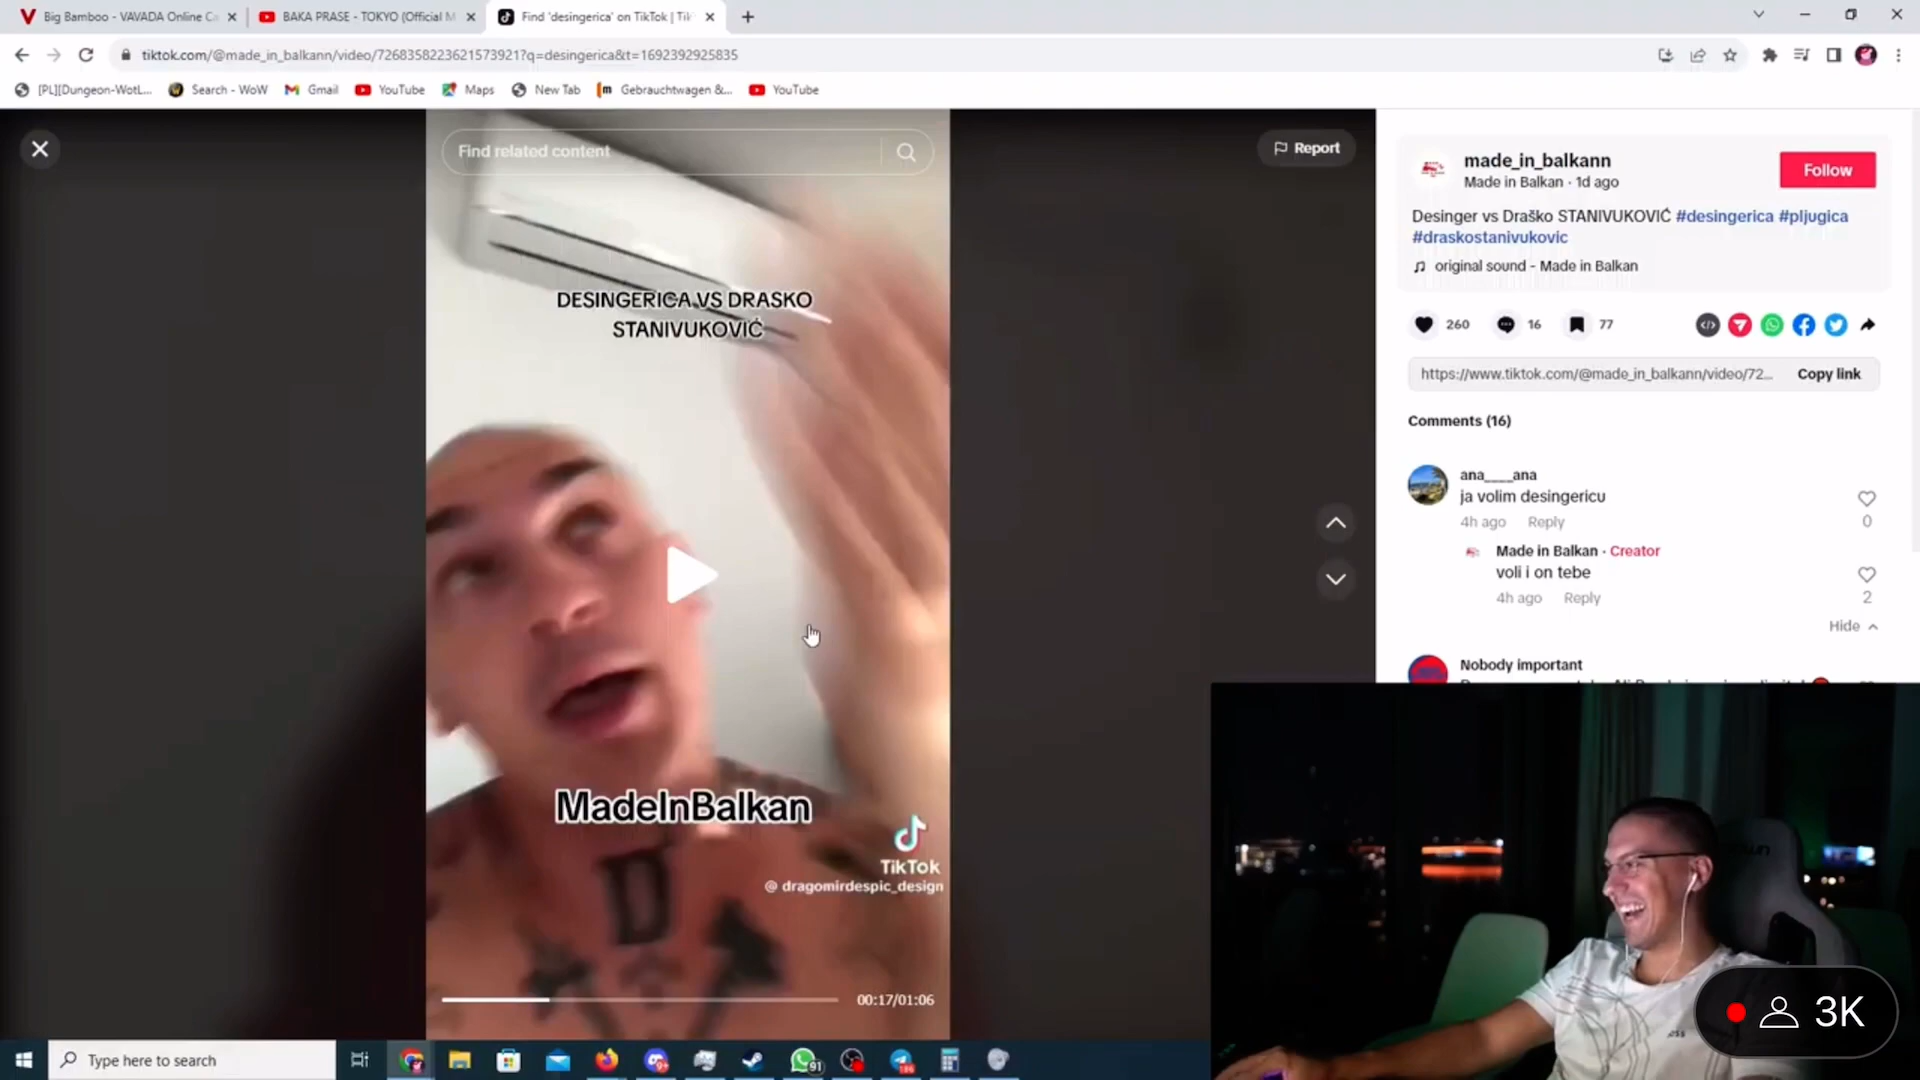 Big Bamboo - VAVADA Online Ca
BAKA PRASE - TOKYO (Official M
Find 'desingerica' on TikTok | Tik
tiktok.com/@made_in_balkann/video/7268358223621573921?q=desingerica&t=1692392925835
[PL][Dungeon-WotL...
Search - WoW
Gmail
YouTube
Maps
New Tab
Gebrauchtwagen &...
YouTube
Find related content
Report
DESINGERICA VS DRASKO
STANIVUKOVIĆ
MadeInBalkan
TikTok
@ dragomirdespic_design
00:17/01:06
made_in_balkann
Made in Balkan · 1d ago
Follow
Desinger vs Draško STANIVUKOVIĆ #desingerica #pljugica
#draskostanivukovic
original sound - Made in Balkan
260
16
77
https://www.tiktok.com/@made_in_balkann/video/72...
Copy link
Comments (16)
ana____ana
ja volim desingericu
4h ago Reply
0
Made in Balkan · Creator
voli i on tebe
4h ago Reply
2
Hide
Nobody important
3K
Type here to search
91